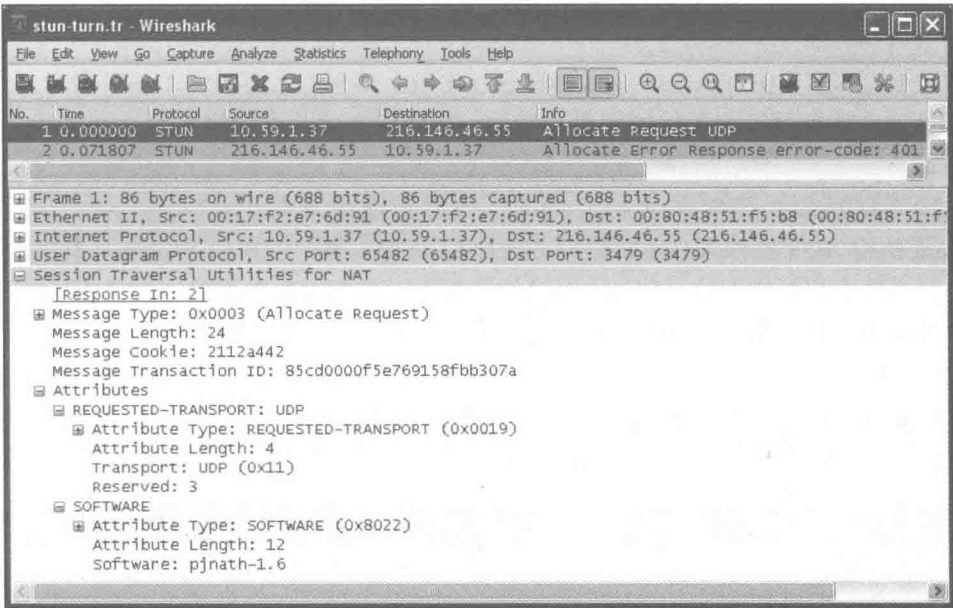 stun-turn.tr - Wireshark
File Edit View Go Capture Analyze Statistics Telephony Tools Help
No. Time Protocol Source Destination Info
1 0.000000 STUN 10.59.1.37 216.146.46.55 Allocate Request UDP
2 0.071807 STUN 216.146.46.55 10.59.1.37 Allocate Error Response error-code: 401
Frame 1: 86 bytes on wire (688 bits), 86 bytes captured (688 bits)
Ethernet II, Src: 00:17:f2:e7:6d:91 (00:17:f2:e7:6d:91), Dst: 00:80:48:51:f5:b8 (00:80:48:51:f
Internet Protocol, Src: 10.59.1.37 (10.59.1.37), Dst: 216.146.46.55 (216.146.46.55)
User Datagram Protocol, Src Port: 65482 (65482), Dst Port: 3479 (3479)
Session Traversal Utilities for NAT
[Response In: 2]
Message Type: 0x0003 (Allocate Request)
Message Length: 24
Message Cookie: 2112a442
Message Transaction ID: 85cd0000f5e769158fbb307a
Attributes
REQUESTED-TRANSPORT: UDP
Attribute Type: REQUESTED-TRANSPORT (0x0019)
Attribute Length: 4
Transport: UDP (0x11)
Reserved: 3
SOFTWARE
Attribute Type: SOFTWARE (0x8022)
Attribute Length: 12
Software: pjnath-1.6